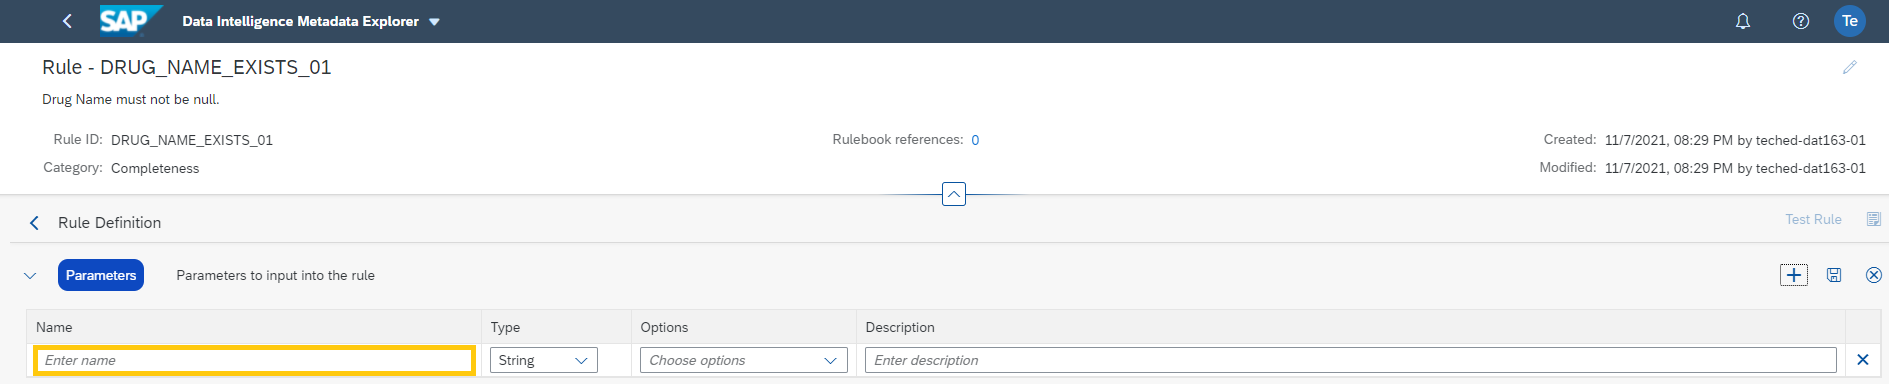 SAP Data Intelligence Metadata Explorer Te
Rule - DRUG_NAME_EXISTS_01
Drug Name must not be null.
Rule ID: DRUG_NAME_EXISTS_01 Rulebook references: 0 Created: 11/7/2021, 08:29 PM by teched-dat163-01
Category: Completeness Modified: 11/7/2021, 08:29 PM by teched-dat163-01
Rule Definition Test Rule
Parameters Parameters to input into the rule
Name Type Options Description
Enter name String Choose options Enter description